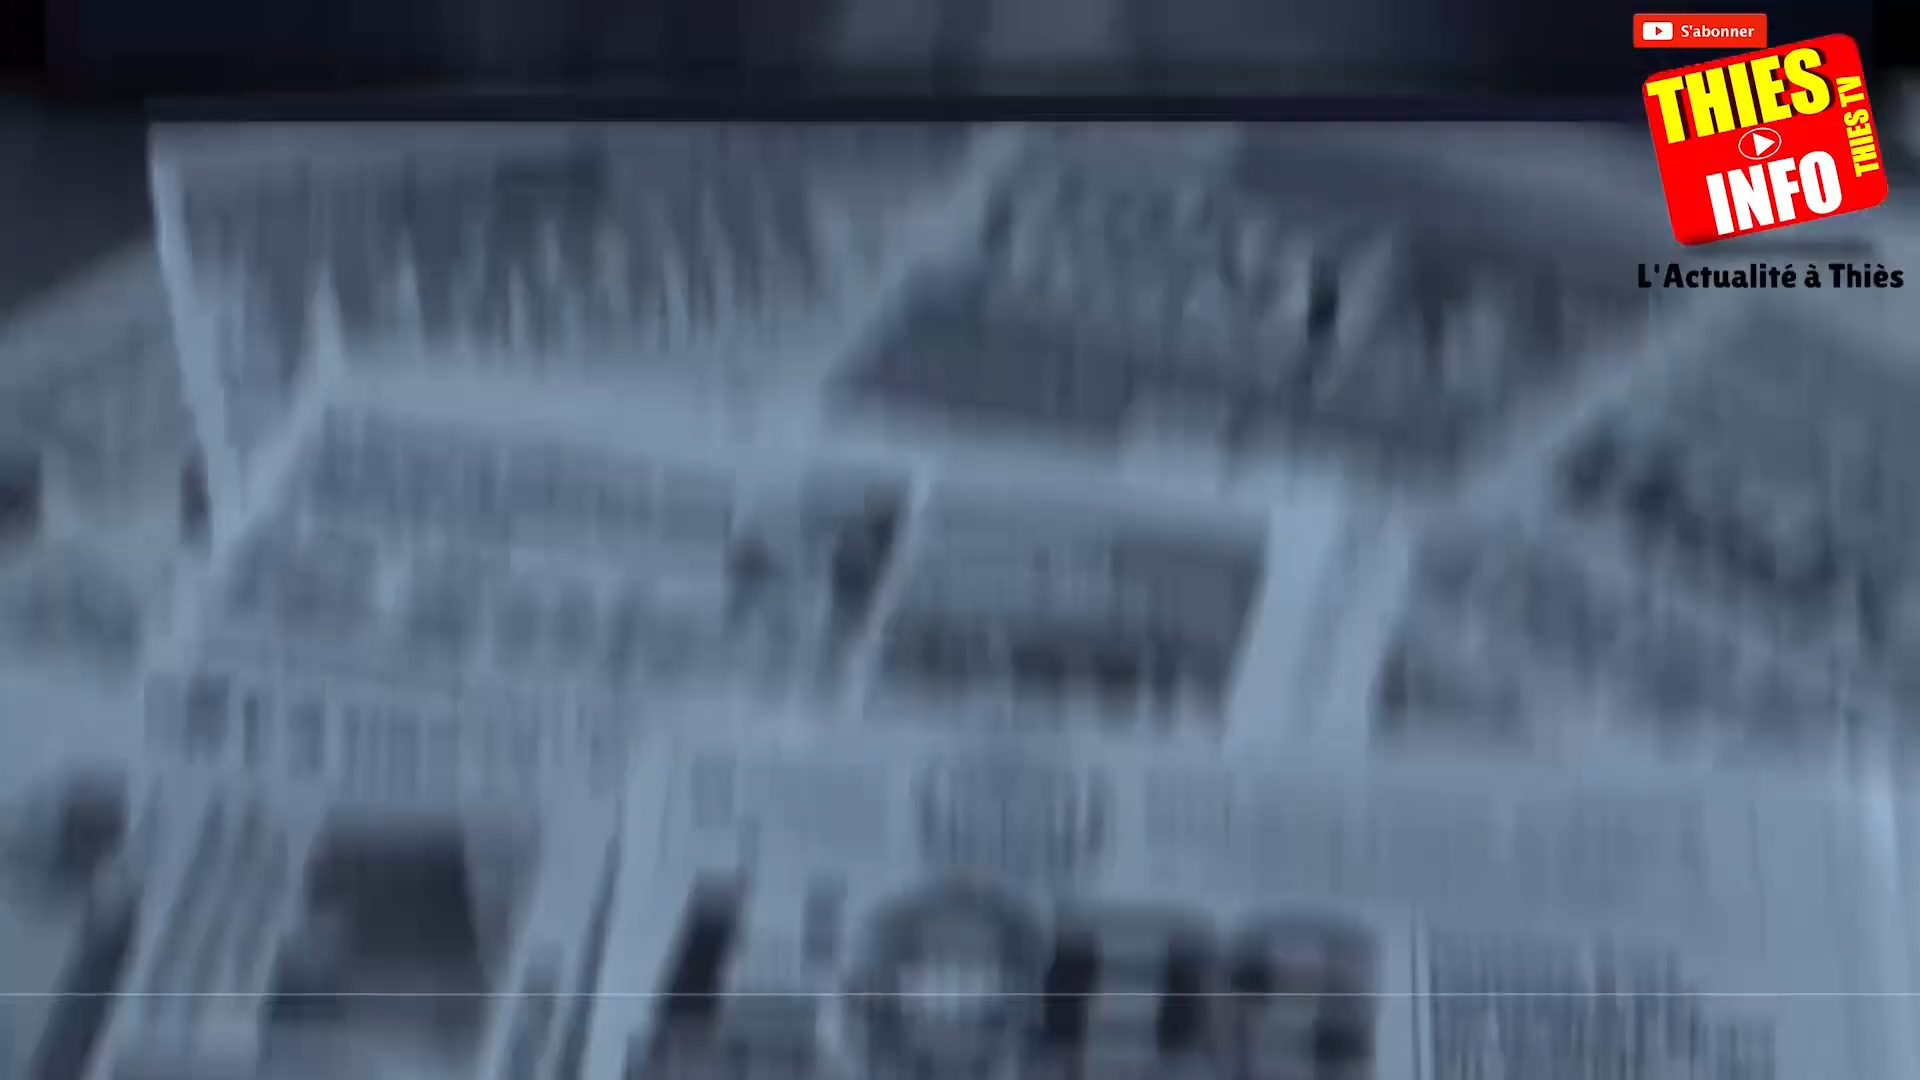 S'abonner
THIES
INFO
THIES TV
L'Actualité à Thiès